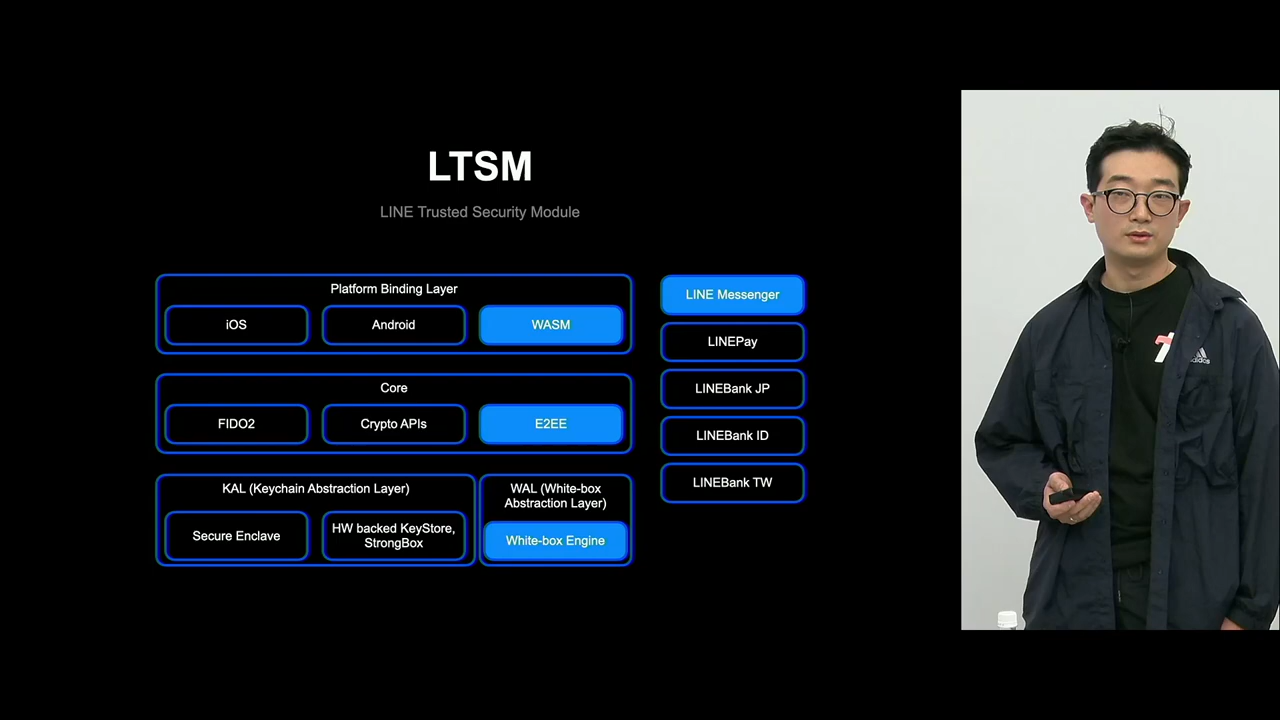 LTSM
LINE Trusted Security Module
Platform Binding Layer
iOS
Android
WASM
Core
FIDO2
Crypto APIs
E2EE
KAL (Keychain Abstraction Layer)
Secure Enclave
HW backed KeyStore,
StrongBox
WAL (White-box
Abstraction Layer)
White-box Engine
LINE Messenger
LINEPay
LINEBank JP
LINEBank ID
LINEBank TW
adidas